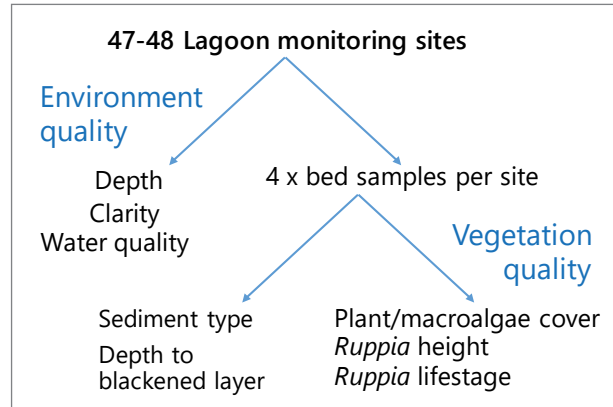 47-48 Lagoon monitoring sites
Environment
quality
Depth
Clarity
Water quality
4 x bed samples per site
Vegetation
quality
Sediment type
Depth to
blackened layer
Plant/macroalgae cover
Ruppia height
Ruppia lifestage